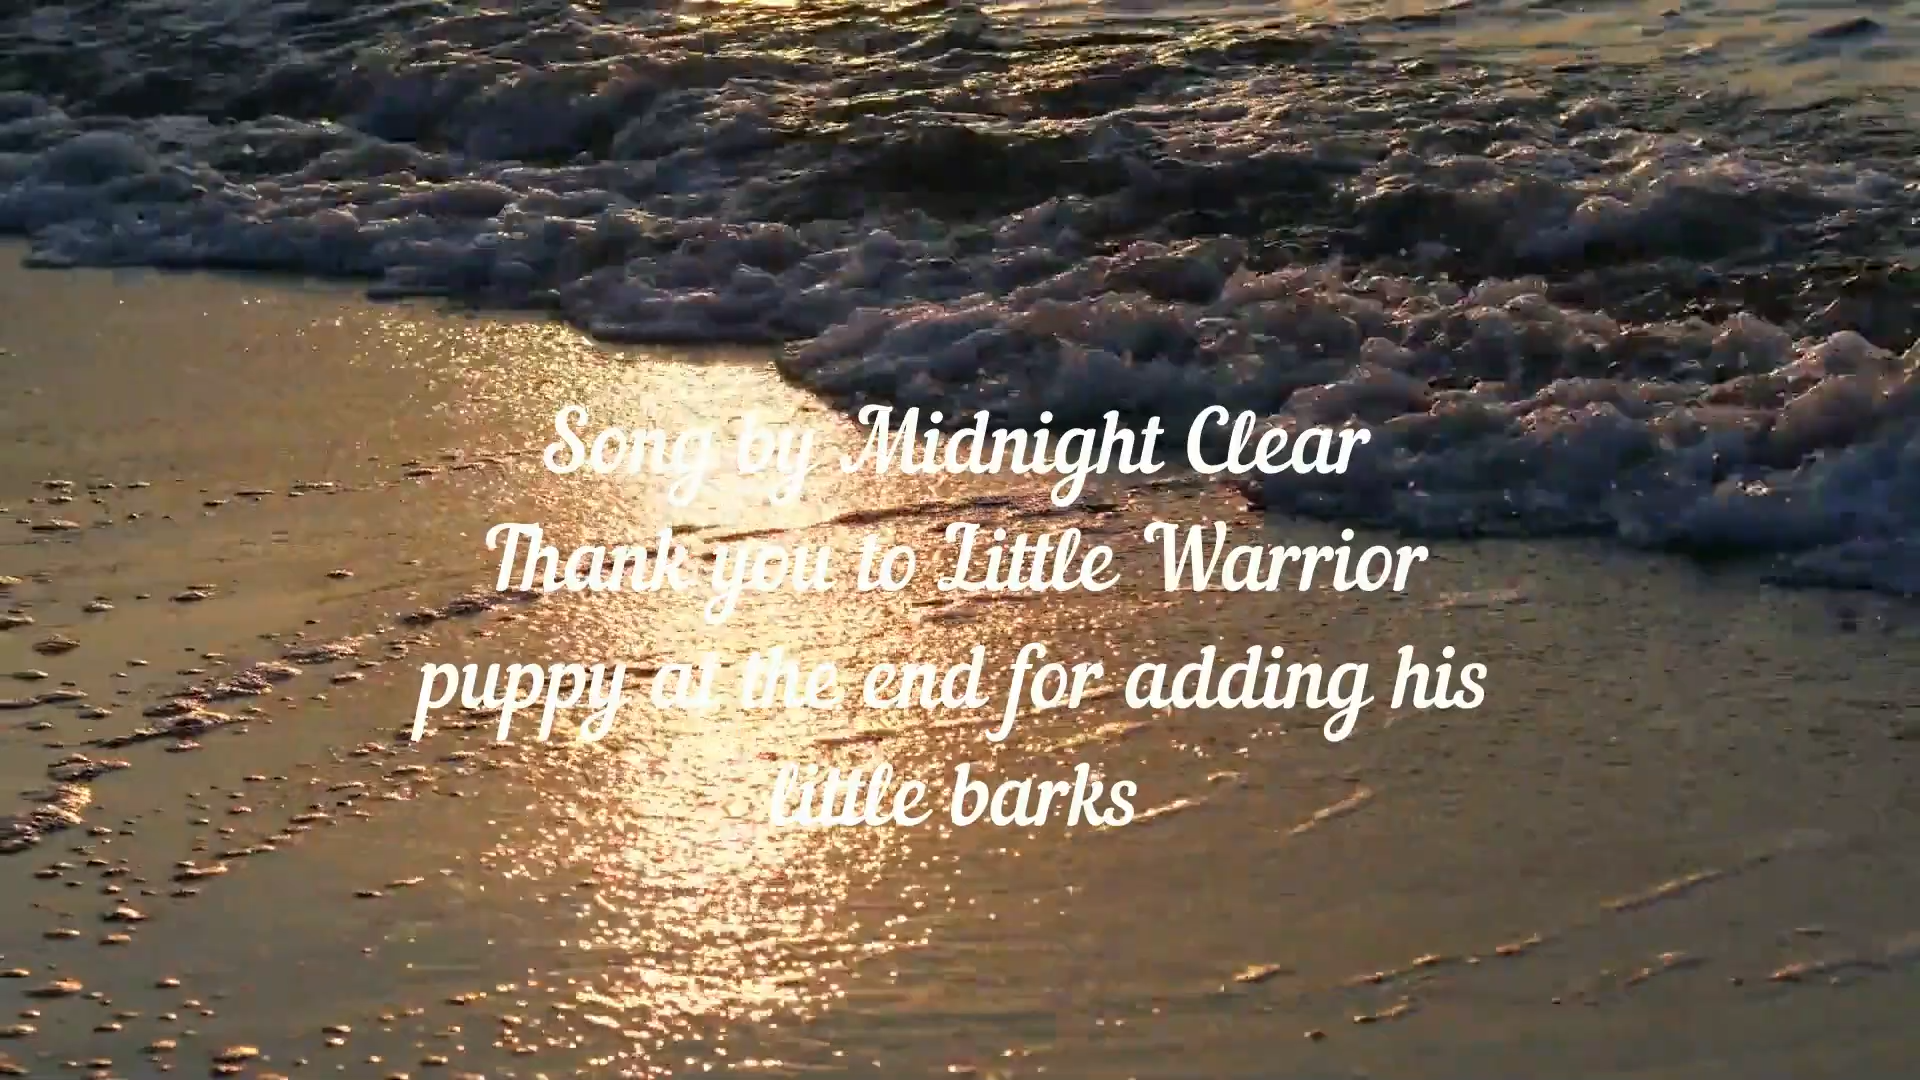 Song by Midnight Clear
Thank you to Little Warrior
puppy at the end for adding his
little barks